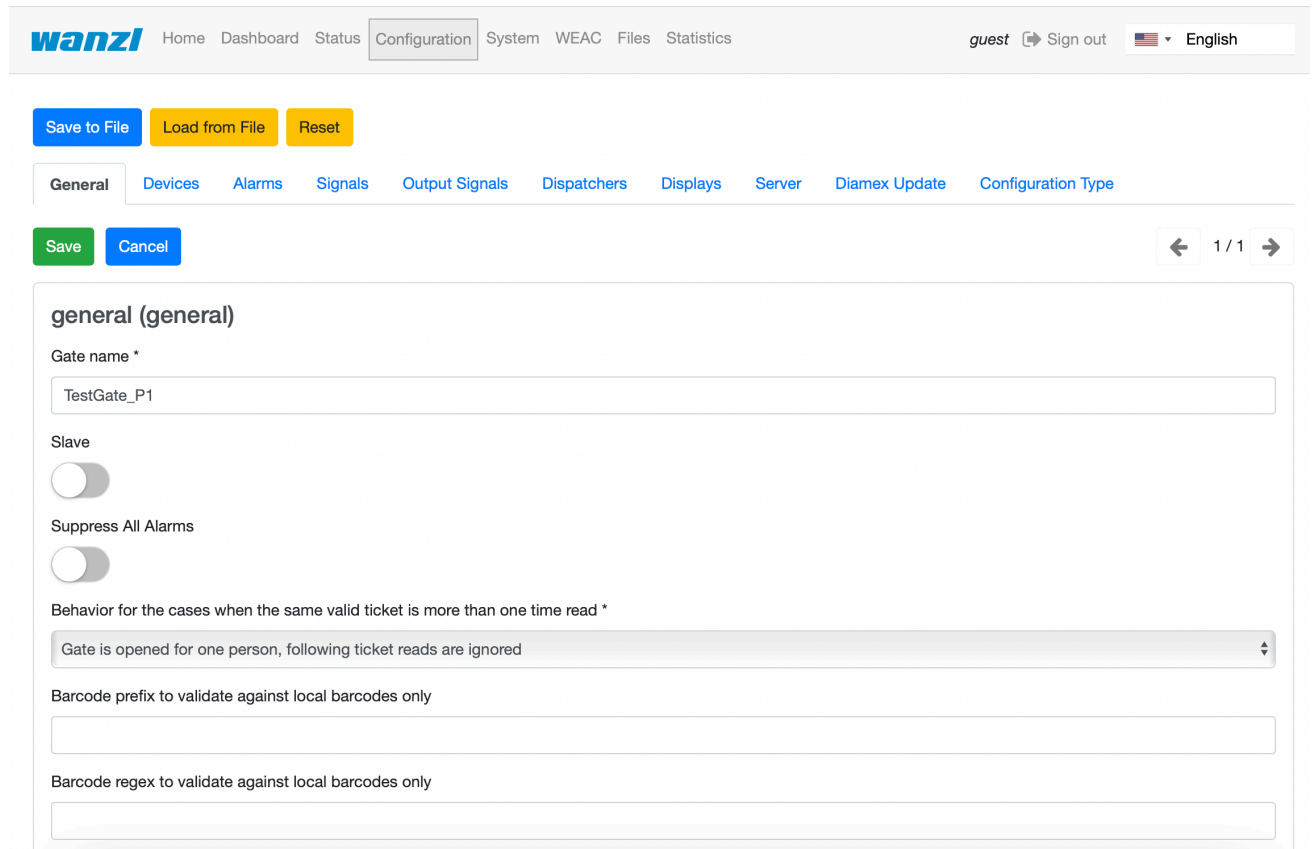 wanzl Home Dashboard Status Configuration System WEAC Files Statistics guest Sign out English
Save to File Load from File Reset
General Devices Alarms Signals Output Signals Dispatchers Displays Server Diamex Update Configuration Type
Save Cancel 1 / 1
general (general)
Gate name *
TestGate_P1
Slave
Suppress All Alarms
Behavior for the cases when the same valid ticket is more than one time read *
Gate is opened for one person, following ticket reads are ignored
Barcode prefix to validate against local barcodes only
Barcode regex to validate against local barcodes only